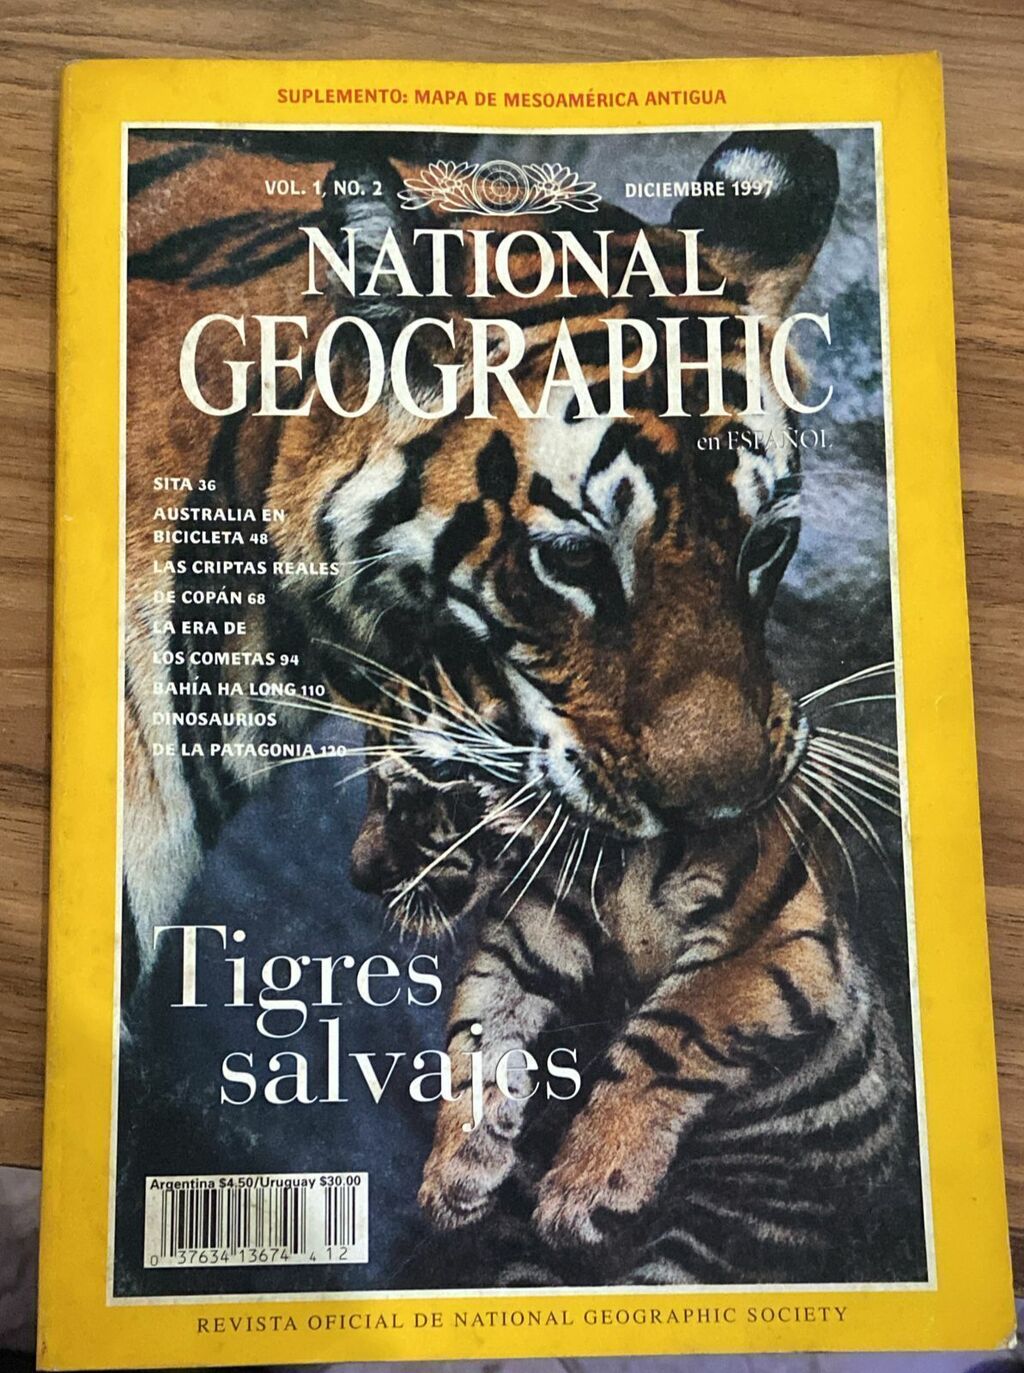 SUPLEMENTO: MAPA DE MESOAMÉRICA ANTIGUA
VOL. 1, NO. 2 DICIEMBRE 1997
NATIONAL
GEOGRAPHIC
en ESPAÑOL
SITA 36
AUSTRALIA EN
BICICLETA 48
LAS CRIPTAS REALES
DE COPÁN 68
LA ERA DE
LOS COMETAS 94
BAHÍA HA LONG 110
DINOSAURIOS
DE LA PATAGONIA 120
Tigres
salvajes
Argentina $4.50/Uruguay $30.00
0 37634 13674 4 12
REVISTA OFICIAL DE NATIONAL GEOGRAPHIC SOCIETY